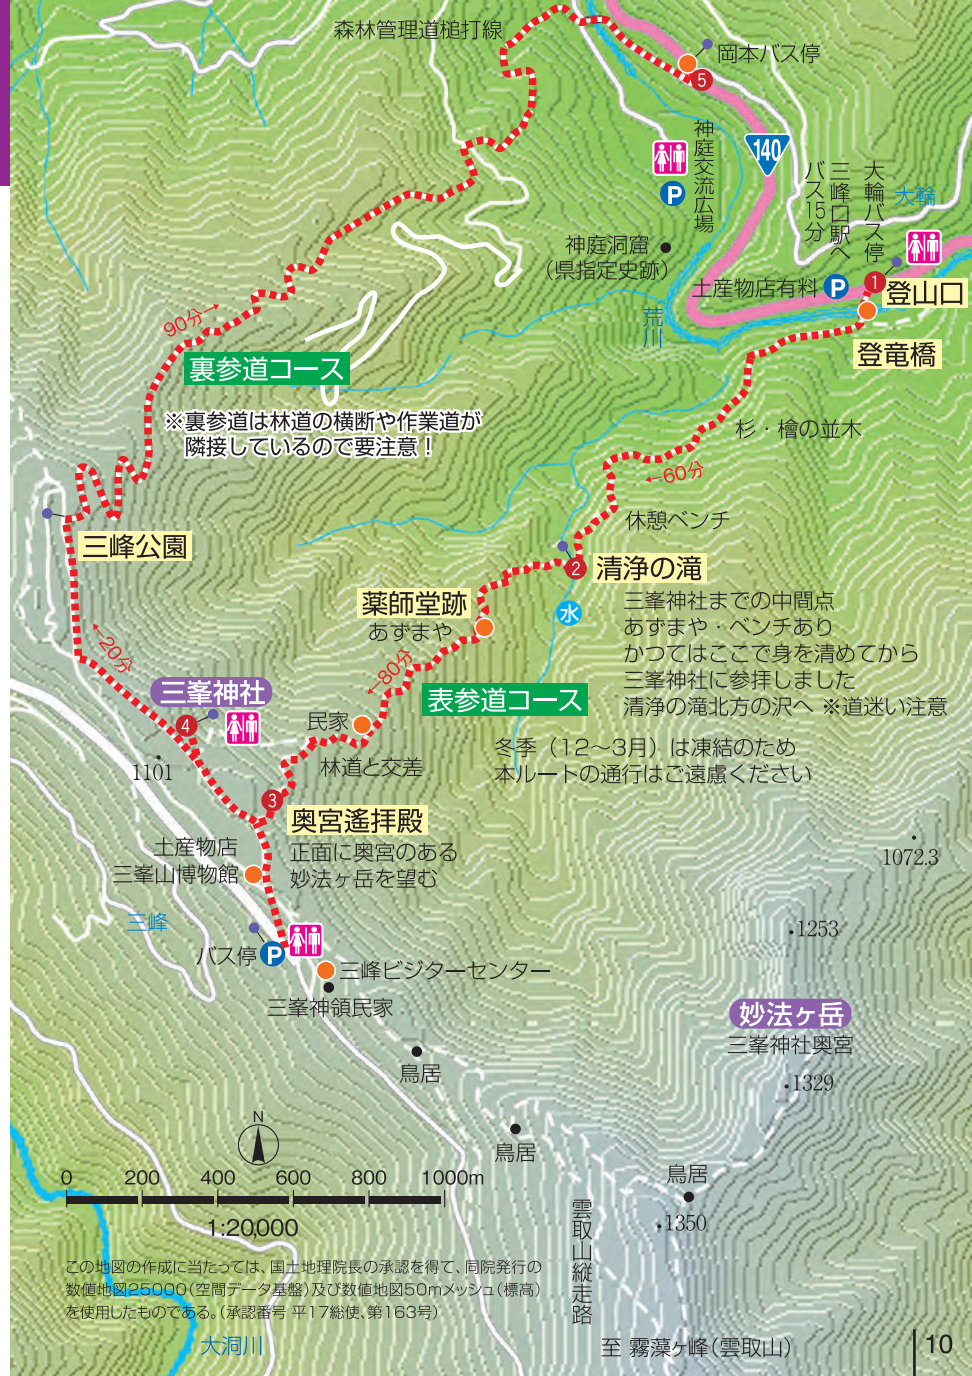 森林管理道槌打線
岡本バス停
5
神庭交流広場
140
三峰口駅へ
バス15分
大輪バス停
大輪
P
神庭洞窟
（県指定史跡）
土産物店有料 P
1
登山口
荒川
登竜橋
90分→
裏参道コース
※裏参道は林道の横断や作業道が
隣接しているので要注意！
杉・檜の並木
←60分
休憩ベンチ
三峰公園
2
清浄の滝
水
三峯神社までの中間点
あずまや・ベンチあり
かつてはここで身を清めてから
三峯神社に参拝しました
清浄の滝北方の沢へ ※道迷い注意
薬師堂跡
あずまや
←20分
←80分
表参道コース
三峯神社
4
民家
林道と交差
冬季（12～3月）は凍結のため
本ルートの通行はご遠慮ください
1101
3
奥宮遙拝殿
正面に奥宮のある
妙法ヶ岳を望む
土産物店
三峯山博物館
三峰
バス停 P
三峰ビジターセンター
三峯神領民家
1072.3
1253
妙法ヶ岳
三峯神社奥宮
1329
鳥居
鳥居
鳥居
1350
雲取山縦走路
至 霧藻ヶ峰（雲取山）
N
0 200 400 600 800 1000m
1:20,000
この地図の作成に当たっては、国土地理院長の承認を得て、同院発行の
数値地図25000（空間データ基盤）及び数値地図50mメッシュ（標高）
を使用したものである。（承認番号 平17総使、第163号）
大洞川
10